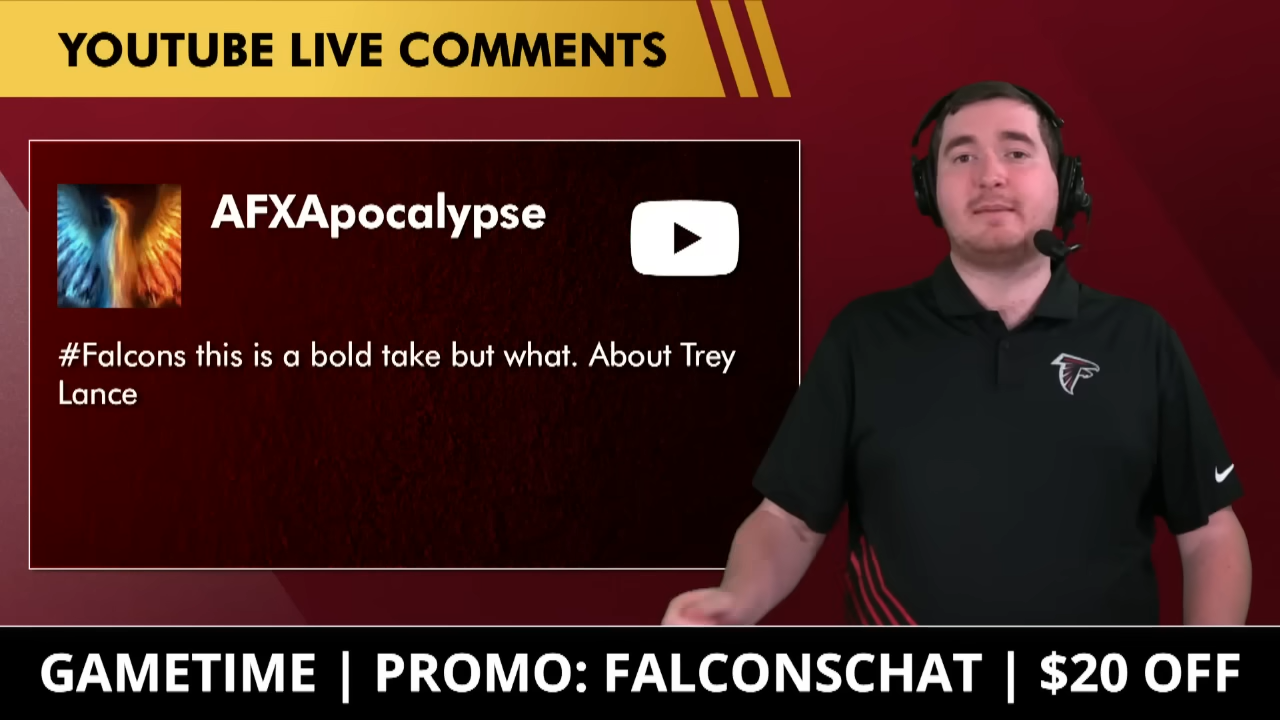 YOUTUBE LIVE COMMENTS
AFXApocalypse
#Falcons this is a bold take but what. About Trey
Lance
GAMETIME | PROMO: FALCONSCHAT | $20 OFF